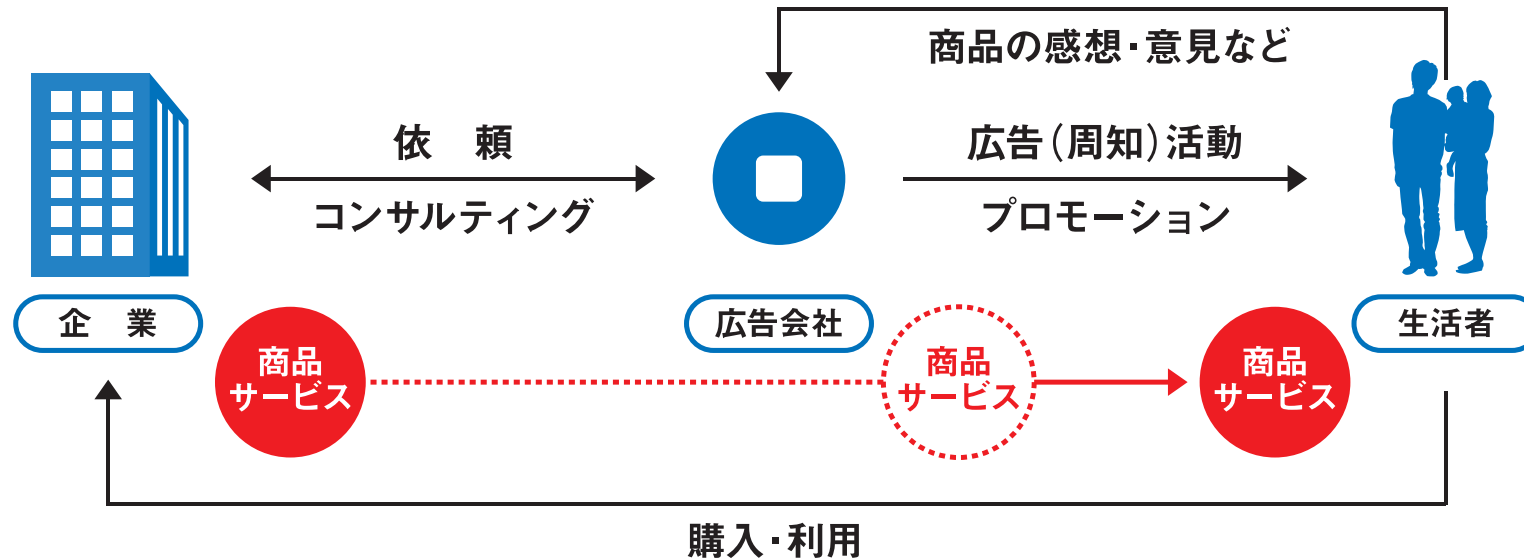 商品の感想・意見など
依 頼
コンサルティング
広告(周知)活動
プロモーション
企 業
広告会社
生活者
商品
サービス
商品
サービス
商品
サービス
購入・利用